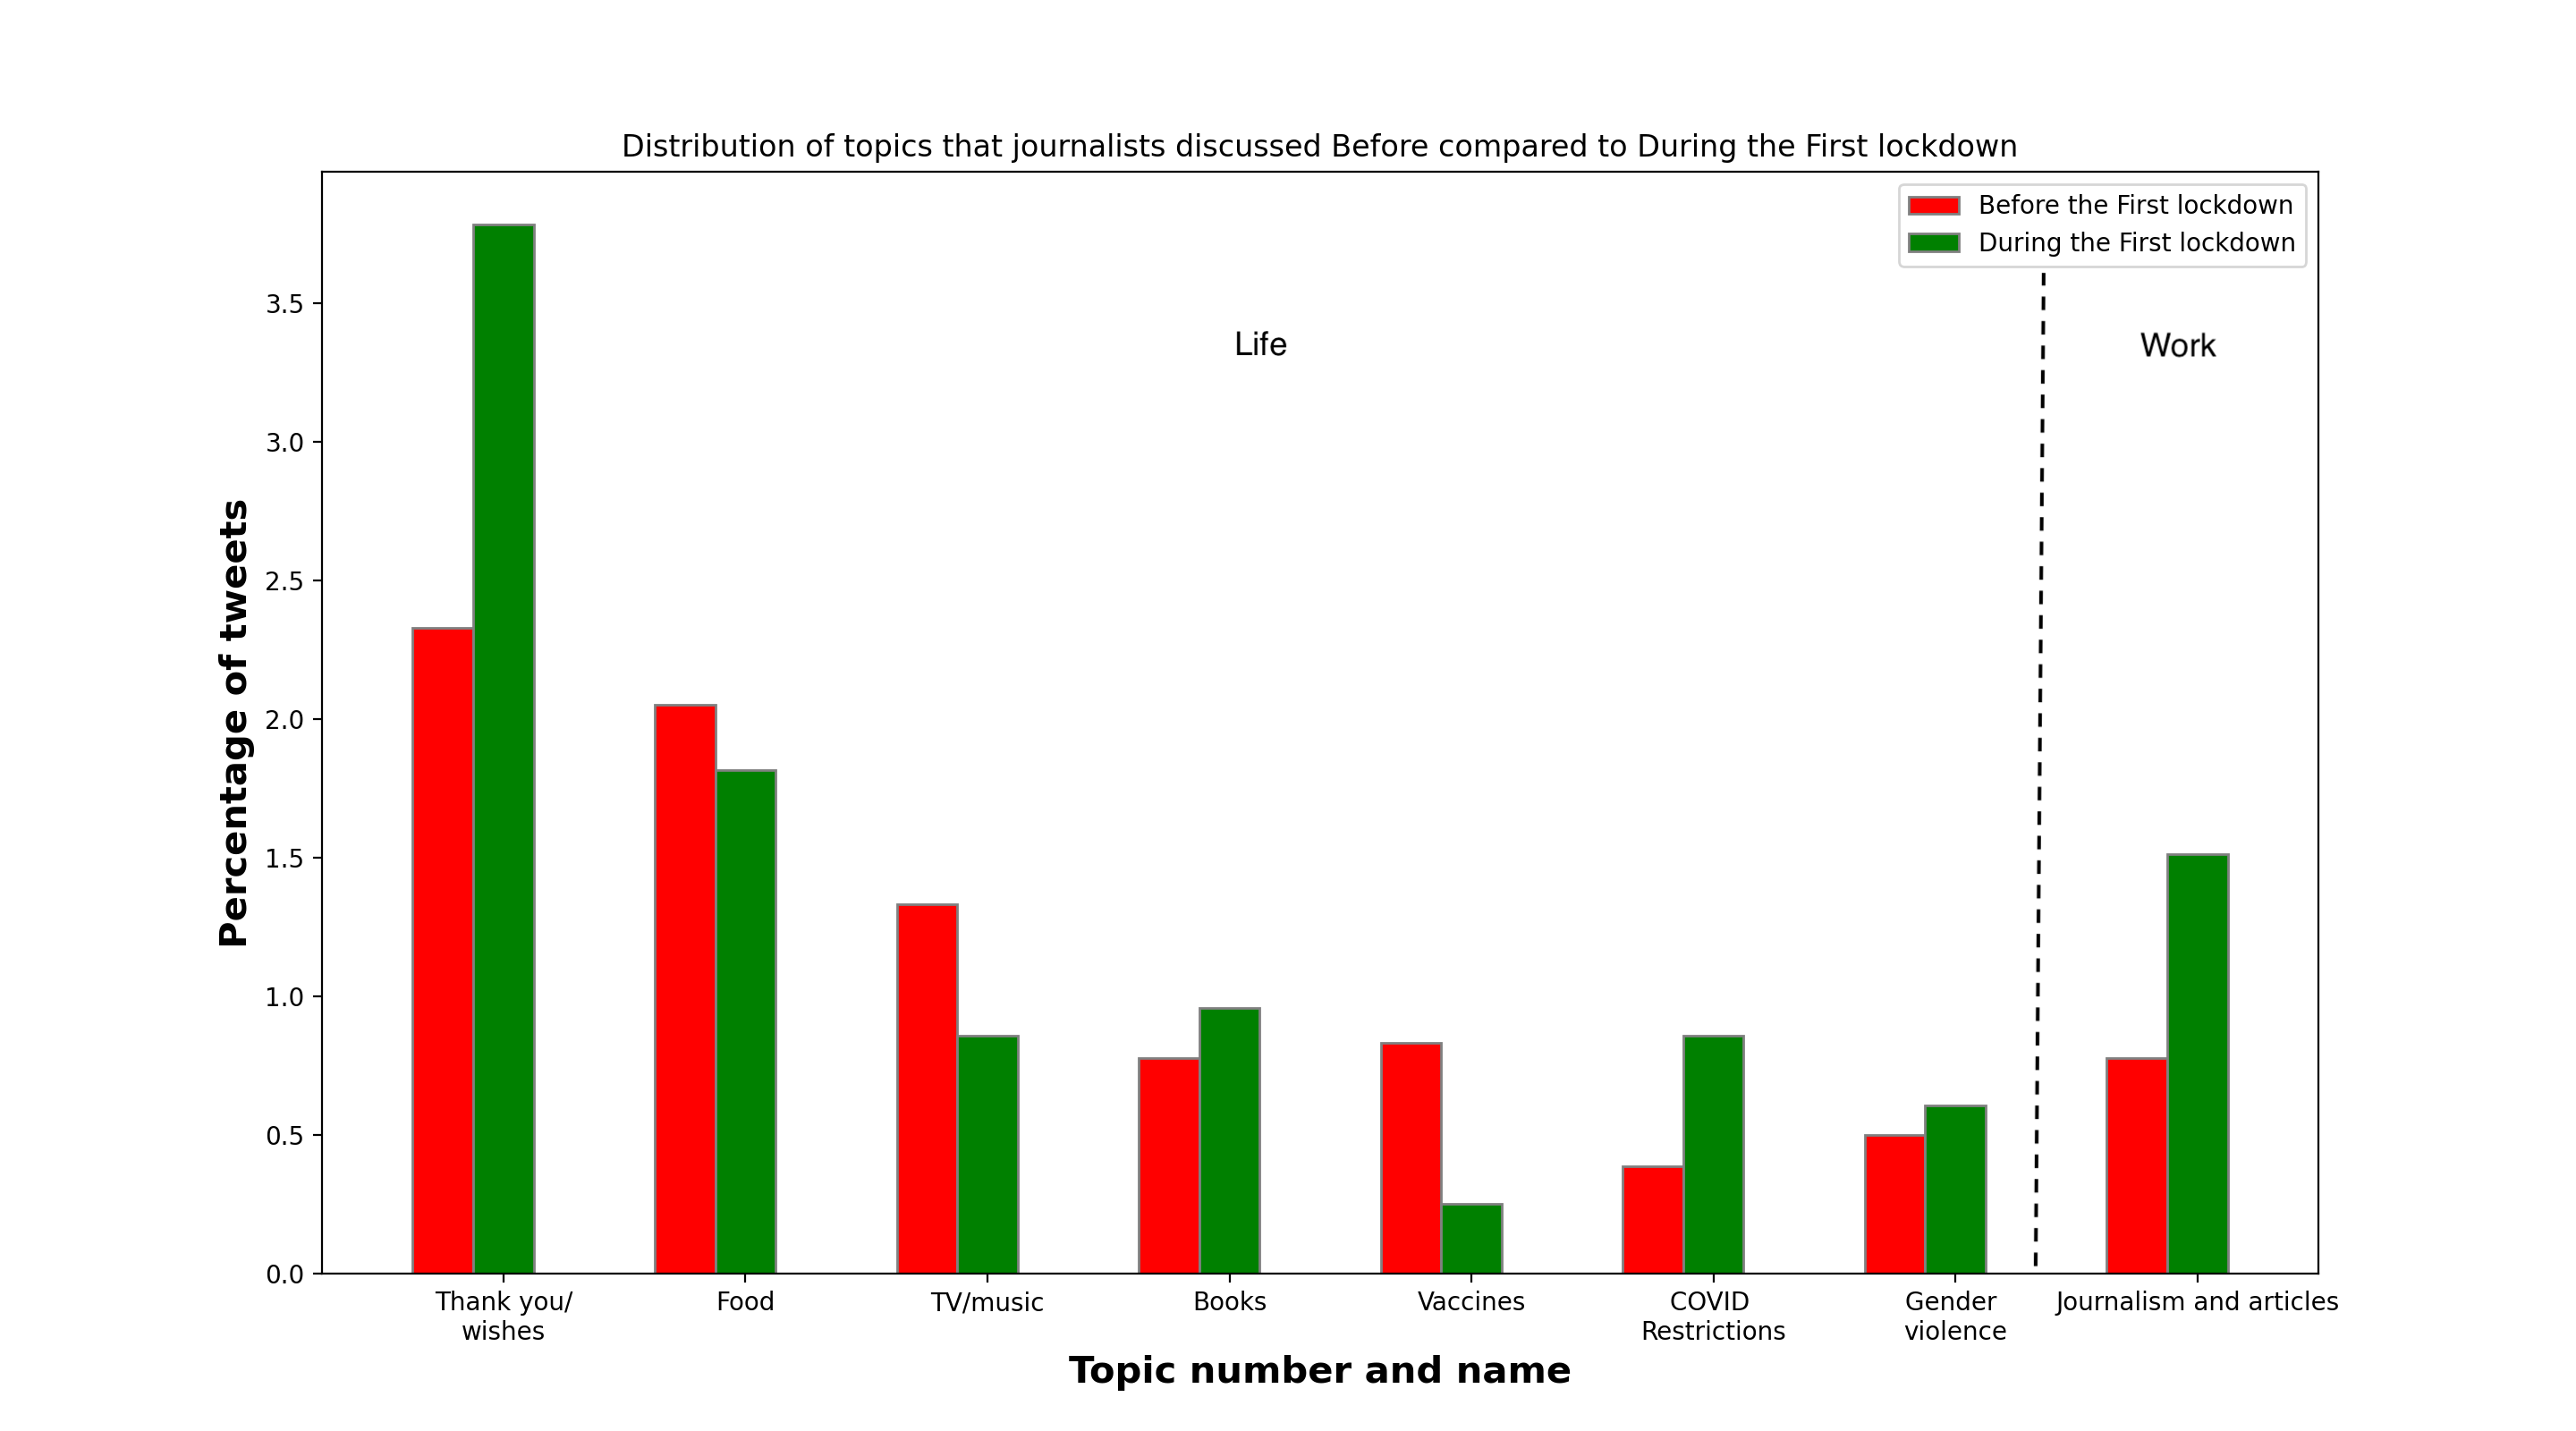 Distribution of topics that journalists discussed Before compared to During the First lockdown
Before the First lockdown
During the First lockdown
Life
Work
Percentage of tweets
3.5
3.0
2.5
2.0
1.5
1.0
0.5
0.0
Thank you/
wishes
Food
TV/music
Books
Vaccines
COVID
Restrictions
Gender
violence
Journalism and articles
Topic number and name